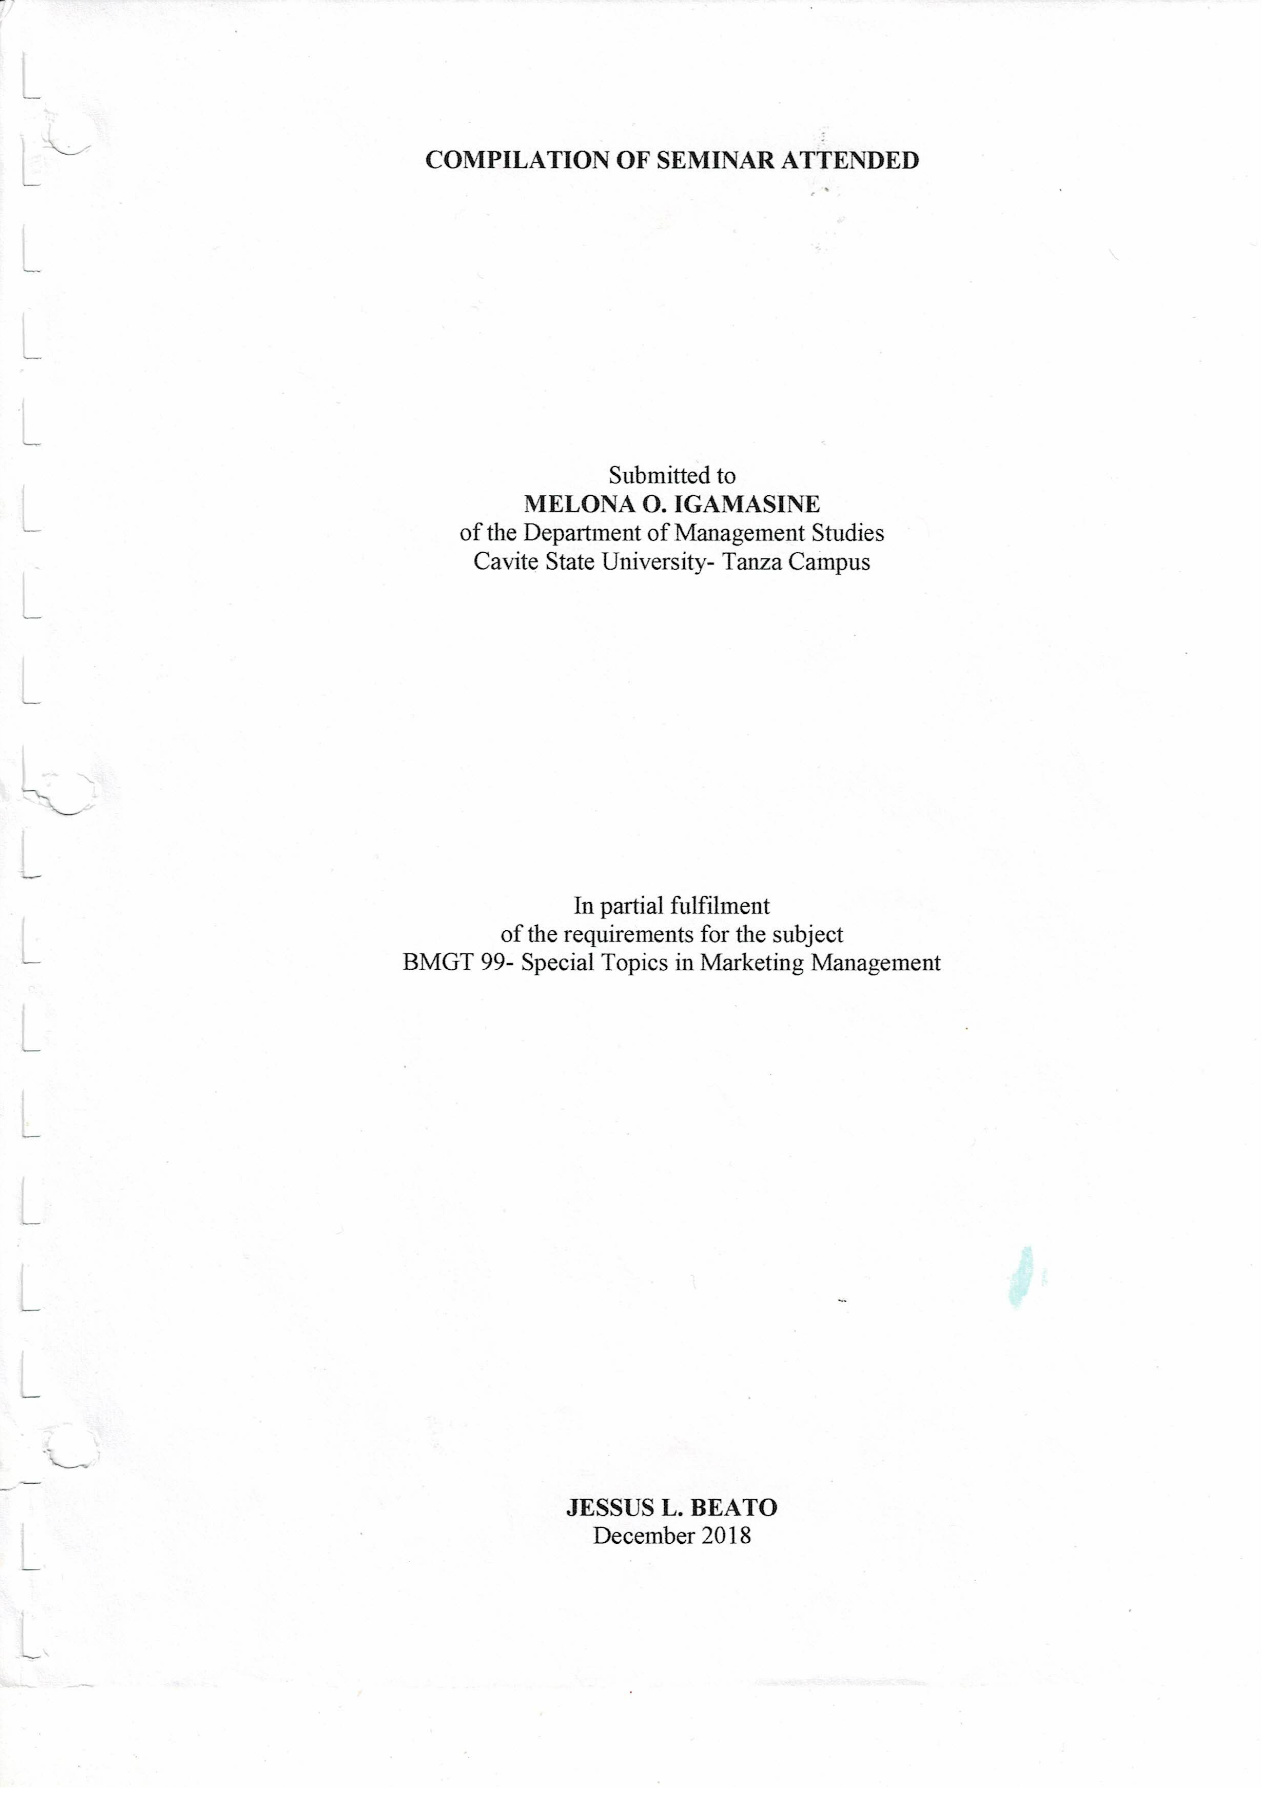 COMPILATION OF SEMINAR ATTENDED
Submitted to
MELONA O. IGAMASINE
of the Department of Management Studies
Cavite State University- Tanza Campus
In partial fulfilment
of the requirements for the subject
BMGT 99- Special Topics in Marketing Management
JESSUS L. BEATO
December 2018